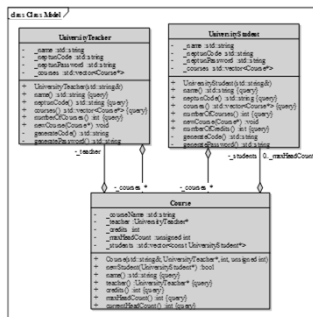 class Class Model
UniversityTeacher
- _name :std::string
- _neptunCode :std::string
- _neptunPassword :std::string
- _courses :std::vector<Course*>
+ UniversityTeacher(std::string&)
+ name() :std::string {query}
+ neptunCode() :std::string {query}
+ courses() :std::vector<Course*> {query}
+ numberOfCourses() :int {query}
+ newCourse(Course*) :void
- generateCode() :std::string
- generatePassword() :std::string
UniversityStudent
- _name :std::string
- _neptunCode :std::string
- _neptunPassword :std::string
- _courses :std::vector<Course*>
+ UniversityStudent(std::string&)
+ name() :std::string {query}
+ neptunCode() :std::string {query}
+ courses() :std::vector<Course*> {query}
+ numberOfCourses() :int {query}
+ newCourse(Course*) :void
+ numberOfCredits() :int {query}
- generateCode() :std::string
- generatePassword() :std::string
-_teacher
-_students 0.._maxHeadCount
-_courses *
-_courses *
Course
- _courseName :std::string
- _teacher :UniversityTeacher*
- _credits :int
- _maxHeadCount :unsigned int
- _students :std::vector<const UniversityStudent*>
+ Course(std::string&, UniversityTeacher*, int, unsigned int)
+ newStudent(UniversityStudent*) :bool
+ name() :std::string {query}
+ teacher() :UniversityTeacher* {query}
+ credits() :int {query}
+ maxHeadCount() :int {query}
+ currentHeadCount() :int {query}